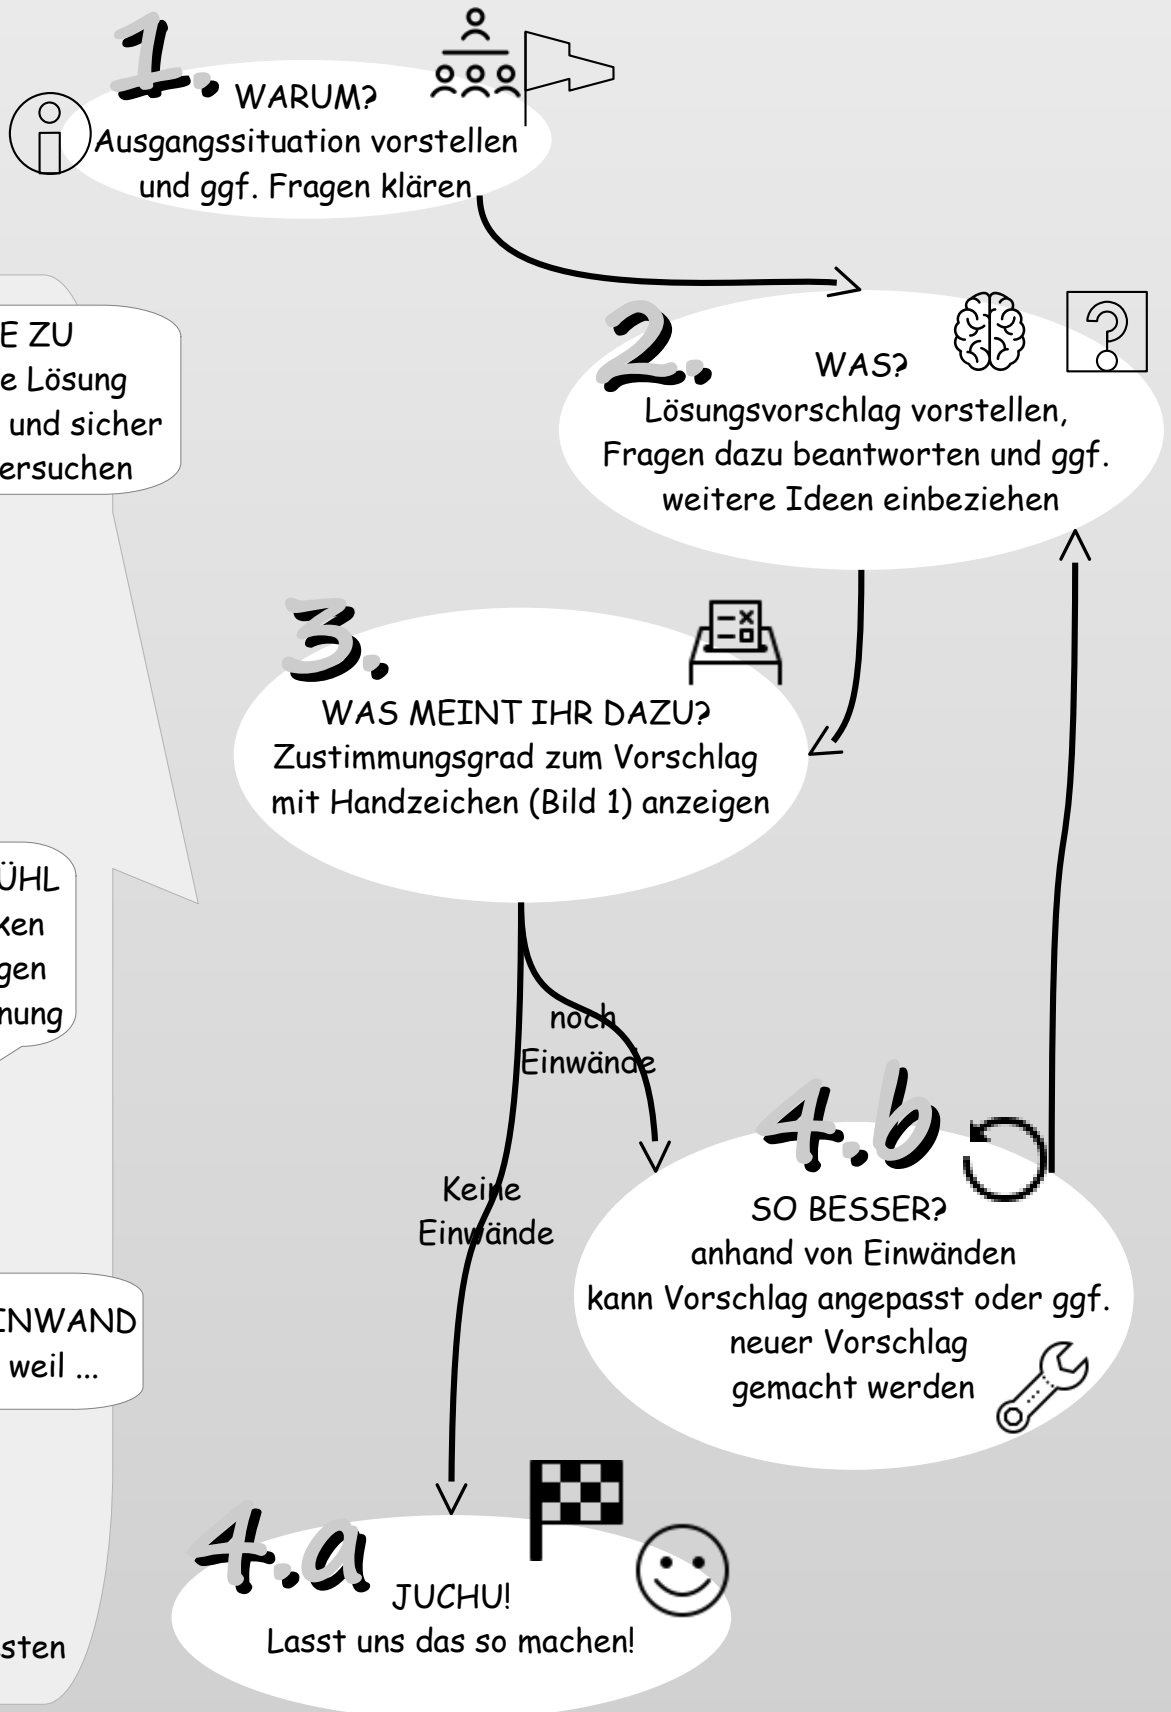 1.
WARUM?
Ausgangssituation vorstellen
und ggf. Fragen klären
2.
WAS?
Lösungsvorschlag vorstellen,
Fragen dazu beantworten und ggf.
weitere Ideen einbeziehen
E ZU
e Lösung
und sicher
ersuchen
3.
WAS MEINT IHR DAZU?
Zustimmungsgrad zum Vorschlag
mit Handzeichen (Bild 1) anzeigen
ÜHL
ken
gen
nung
noch
Einwände
Keine
Einwände
4.b
SO BESSER?
anhand von Einwänden
kann Vorschlag angepasst oder ggf.
neuer Vorschlag
gemacht werden
INWAND
weil ...
4.a
JUCHU!
Lasst uns das so machen!
sten